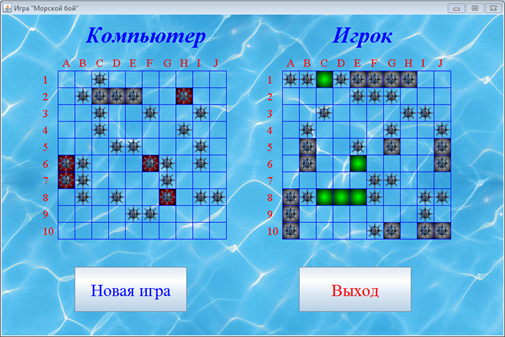 Игра "Морской бой"
Компьютер Игрок
A B C D E F G H I J A B C D E F G H I J
1 1
2 2
3 3
4 4
5 5
6 6
7 7
8 8
9 9
10 10
Новая игра Выход